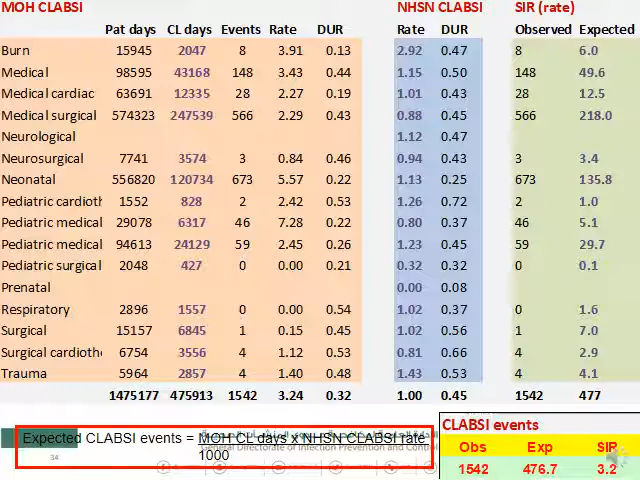 MOH CLABSI NHSN CLABSI SIR (rate)
Pat days CL days Events Rate DUR Rate DUR Observed Expected
Burn 15945 2047 8 3.91 0.13 2.92 0.47 8 6.0
Medical 98595 43168 148 3.43 0.44 1.15 0.50 148 49.6
Medical cardiac 63691 12335 28 2.27 0.19 1.01 0.43 28 12.5
Medical surgical 574323 247539 566 2.29 0.43 0.88 0.45 566 218.0
Neurological 1.12 0.47
Neurosurgical 7741 3574 3 0.84 0.46 0.94 0.43 3 3.4
Neonatal 556820 120734 673 5.57 0.22 1.13 0.25 673 135.8
Pediatric cardioth 1552 828 2 2.42 0.53 1.26 0.72 2 1.0
Pediatric medical 29078 6317 46 7.28 0.22 0.80 0.37 46 5.1
Pediatric medical 94613 24129 59 2.45 0.26 1.23 0.45 59 29.7
Pediatric surgical 2048 427 0 0.00 0.21 0.32 0.32 0 0.1
Prenatal 0.00 0.08
Respiratory 2896 1557 0 0.00 0.54 1.02 0.37 0 1.6
Surgical 15157 6845 1 0.15 0.45 1.02 0.56 1 7.0
Surgical cardioth 6754 3556 4 1.12 0.53 0.81 0.66 4 2.9
Trauma 5964 2857 4 1.40 0.48 1.43 0.53 4 4.1
1475177 475913 1542 3.24 0.32 1.00 0.45 1542 477
Expected CLABSI events = MOH CL days x NHSN CLABSI rate
1000
General Directorate of Infection Prevention and Contr
34
CLABSI events
Obs Exp SIR
1542 476.7 3.2